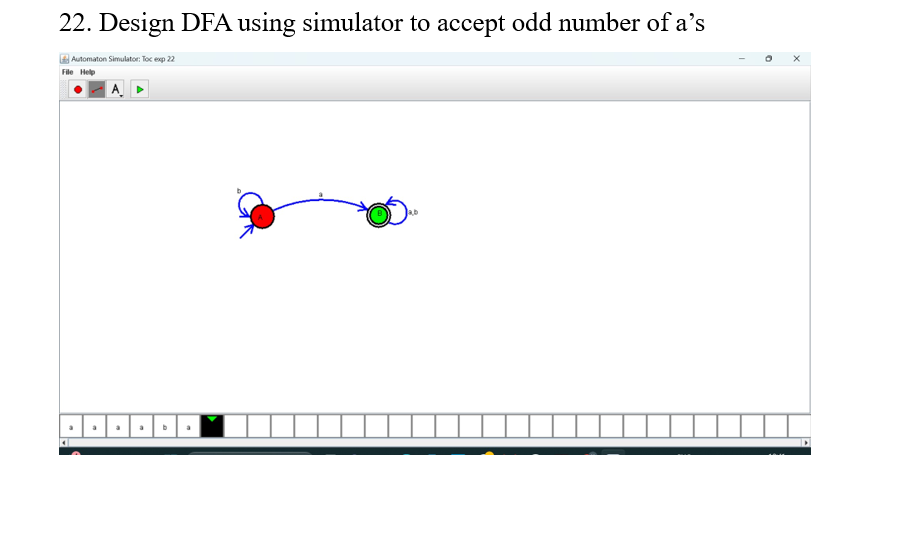 22. Design DFA using simulator to accept odd number of a’s
Automaton Simulator: Toc exp 22
File Help
A
b
a
A
B
a,b
a a a a b a